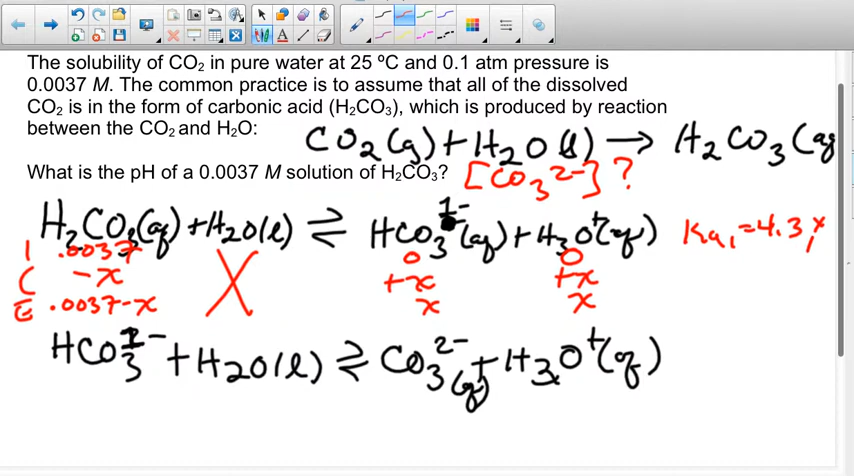 The solubility of CO₂ in pure water at 25 ºC and 0.1 atm pressure is
0.0037 M. The common practice is to assume that all of the dissolved
CO₂ is in the form of carbonic acid (H₂CO₃), which is produced by reaction
between the CO₂ and H₂O:
CO₂(g) + H₂O(l) → H₂CO₃(aq
What is the pH of a 0.0037 M solution of H₂CO₃? [CO₃²⁻] ?
H₂CO₃(aq) + H₂O(l) ⇌ HCO₃¹⁻(aq) + H₃O⁺(aq) Ka₁ = 4.3 x
I .0037 0 0
C -x +x +x
E .0037-x x x
HCO₃¹⁻ + H₂O(l) ⇌ CO₃²⁻(aq) + H₃O⁺(aq)